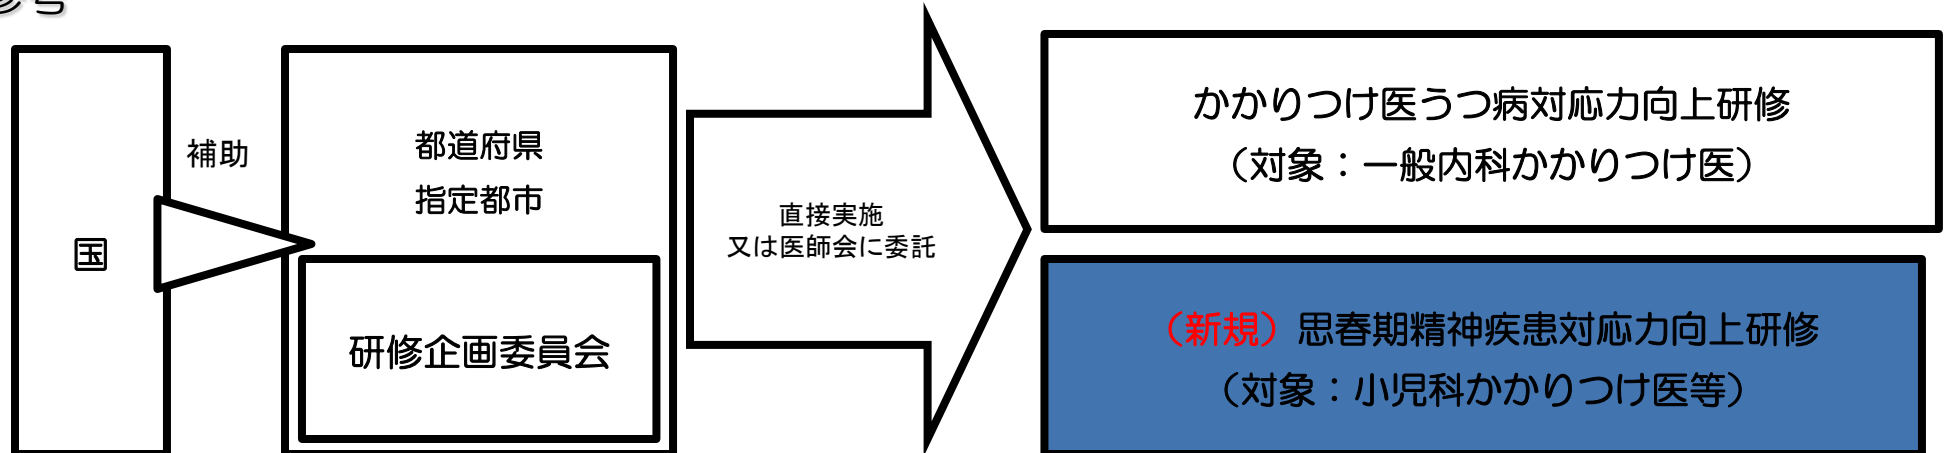 参考
国
補助
都道府県
指定都市
研修企画委員会
直接実施
又は医師会に委託
かかりつけ医うつ病対応力向上研修
（対象：一般内科かかりつけ医）
（新規）思春期精神疾患対応力向上研修
（対象：小児科かかりつけ医等）